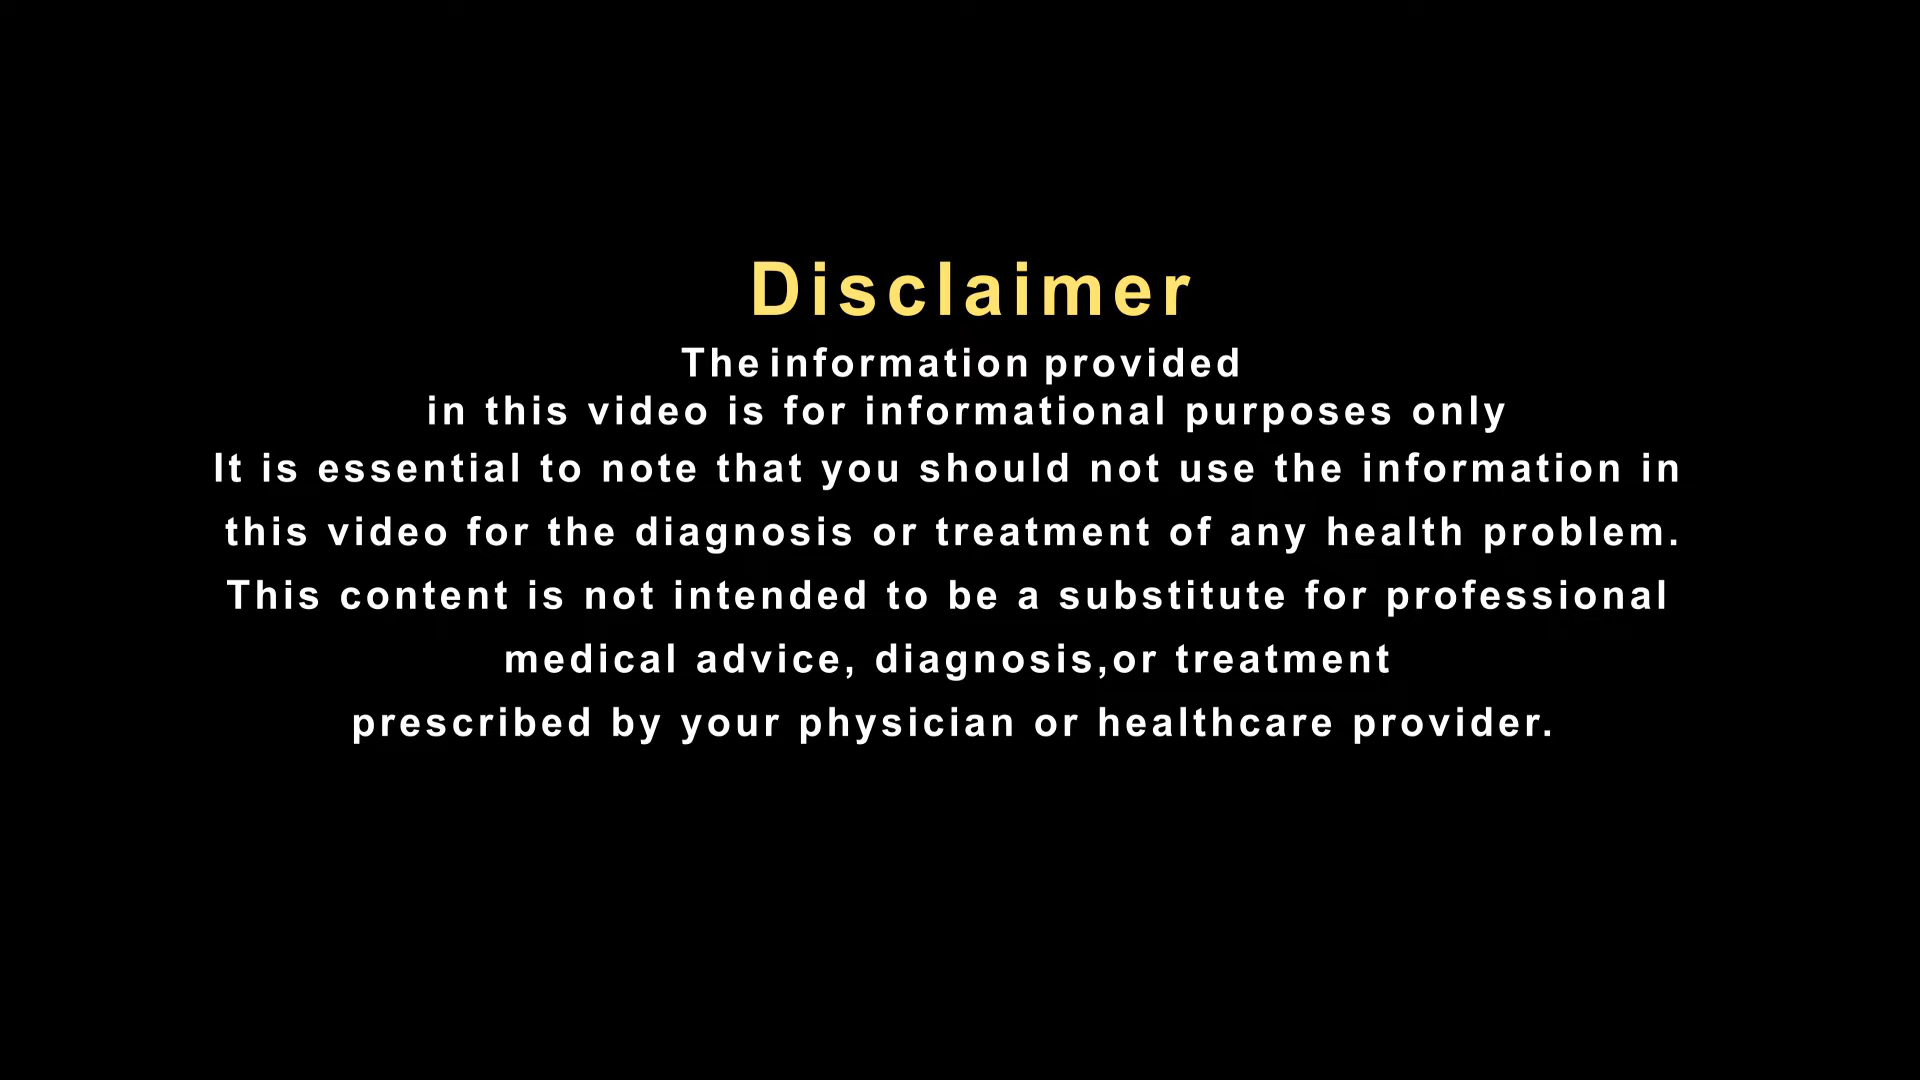 Disclaimer
The information provided
in this video is for informational purposes only
It is essential to note that you should not use the information in
this video for the diagnosis or treatment of any health problem.
This content is not intended to be a substitute for professional
medical advice, diagnosis,or treatment
prescribed by your physician or healthcare provider.